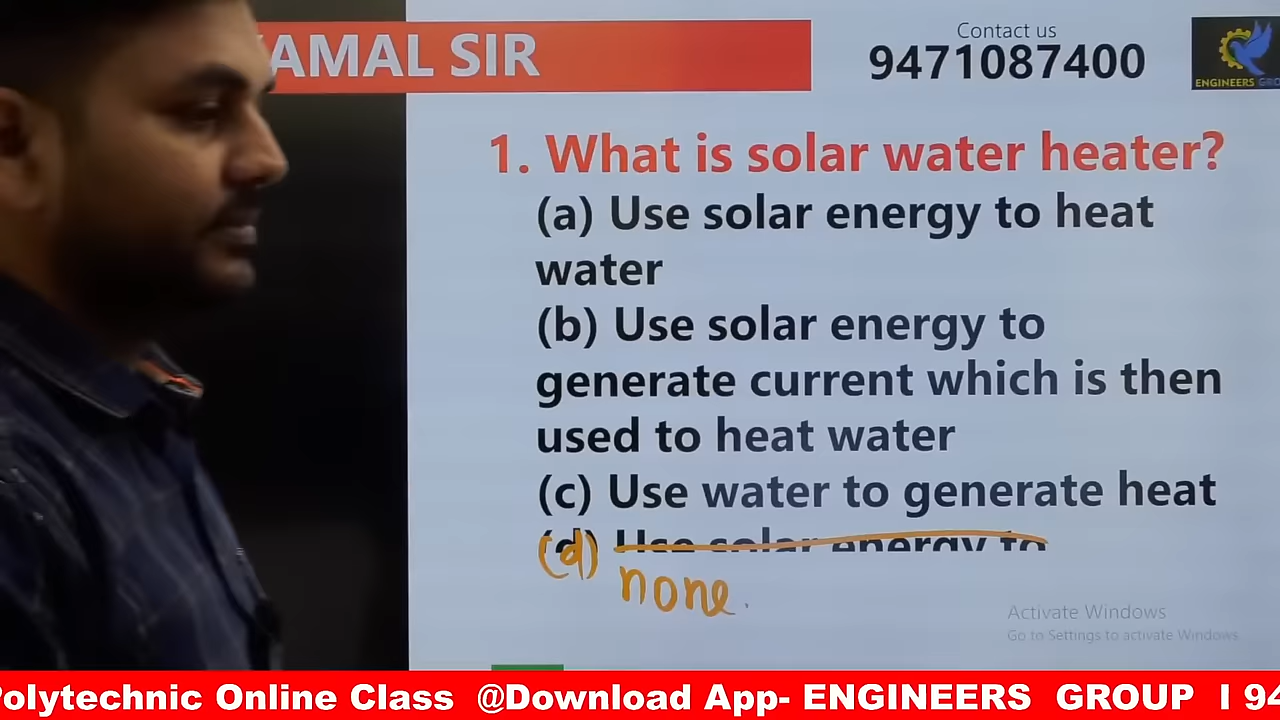 AMAL SIR
Contact us
9471087400
ENGINEERS GRO
1. What is solar water heater?
(a) Use solar energy to heat
water
(b) Use solar energy to
generate current which is then
used to heat water
(c) Use water to generate heat
(d) Use solar energy to
none.
Activate Windows
Go to Settings to activate Windows
Polytechnic Online Class @Download App- ENGINEERS GROUP I 94